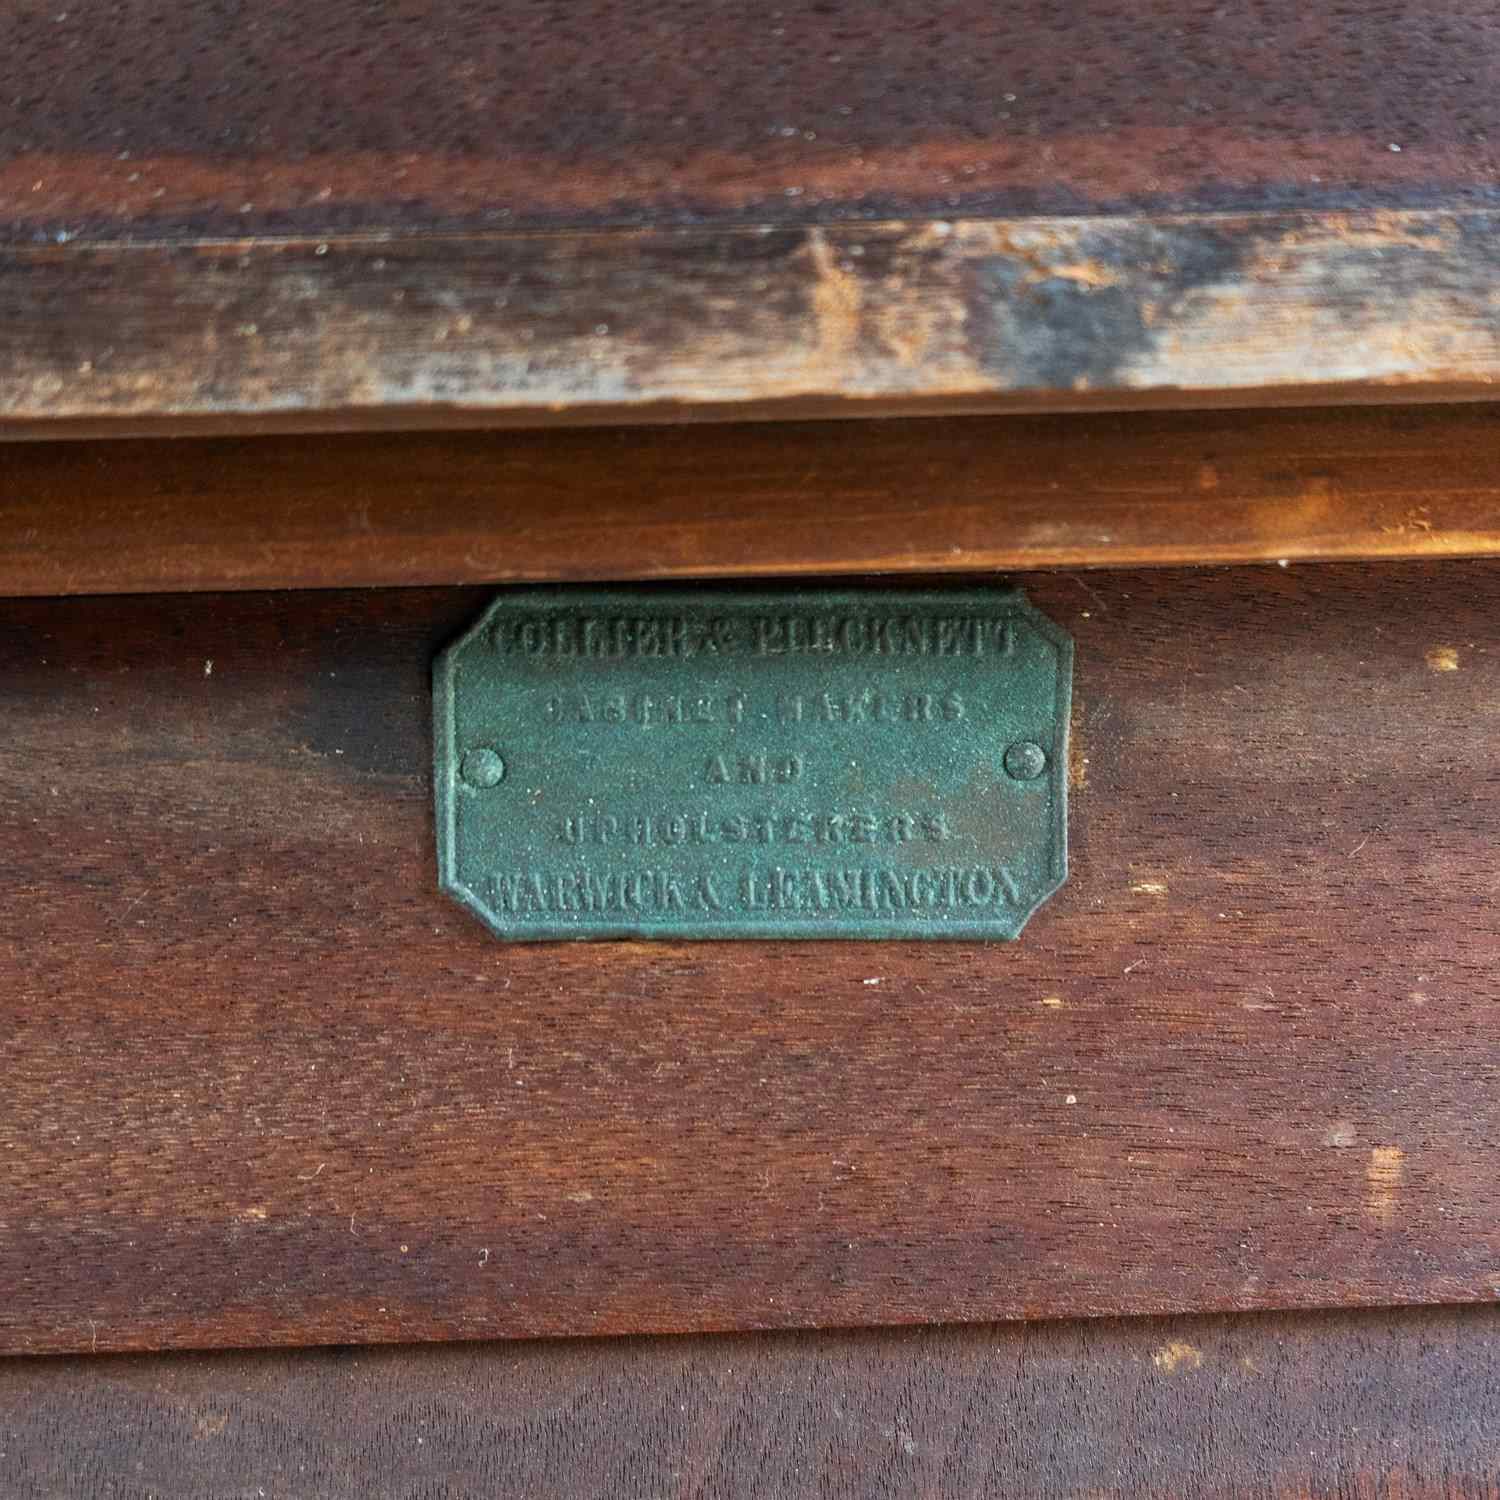 COLLIER & PLUCKNETT
CABINET MAKERS
AND
UPHOLSTERERS
WARWICK & LEAMINGTON